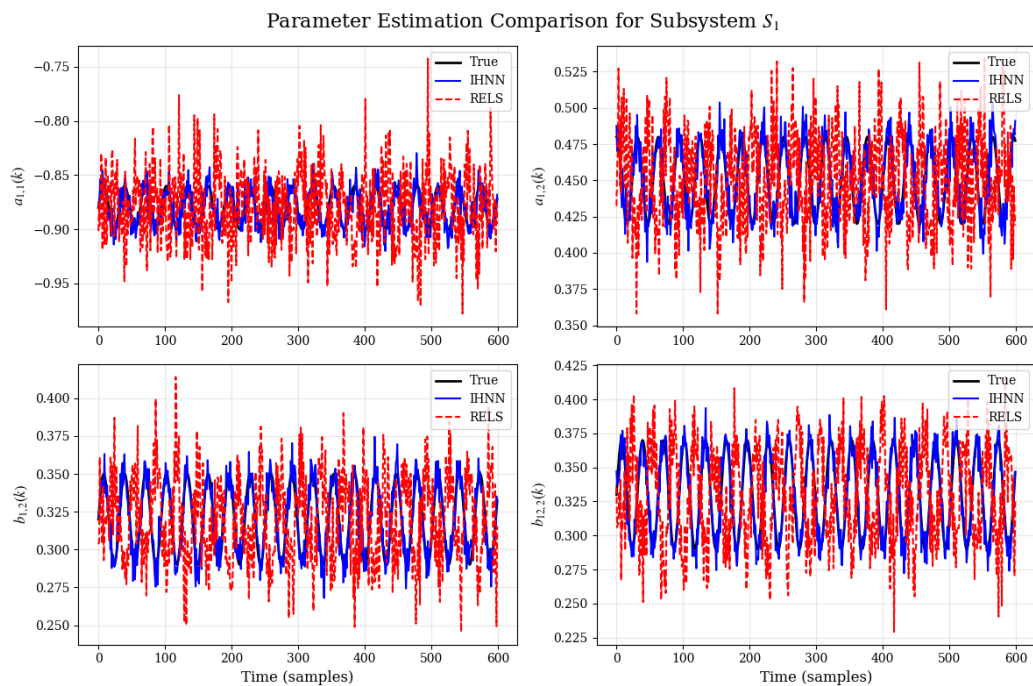 Parameter Estimation Comparison for Subsystem S₁
a₁,₁(k)
−0.75
−0.80
−0.85
−0.90
−0.95
0 100 200 300 400 500 600
True
IHNN
RELS
a₁,₂(k)
0.525
0.500
0.475
0.450
0.425
0.400
0.375
0.350
0 100 200 300 400 500 600
True
IHNN
RELS
b₁,₂(k)
0.400
0.375
0.350
0.325
0.300
0.275
0.250
0 100 200 300 400 500 600
Time (samples)
True
IHNN
RELS
b₁₂,₂(k)
0.425
0.400
0.375
0.350
0.325
0.300
0.275
0.250
0.225
0 100 200 300 400 500 600
Time (samples)
True
IHNN
RELS